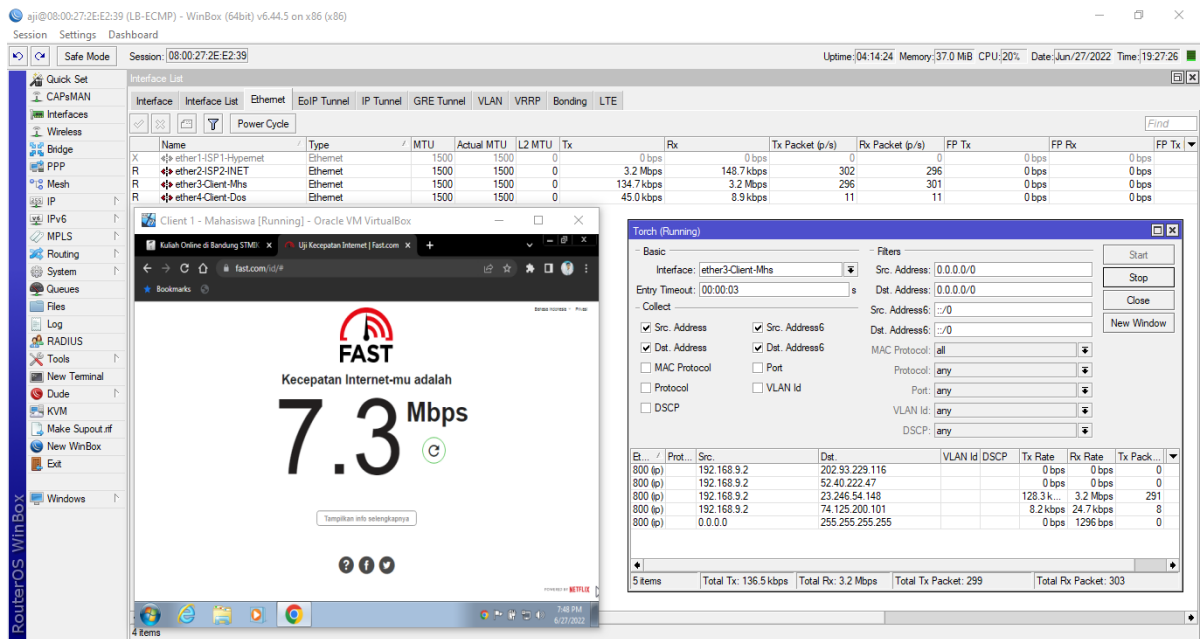 aji@08:00:27:2E:E2:39 (LB-ECMP) - WinBox (64bit) v6.44.5 on x86 (x86)
Session Settings Dashboard
Safe Mode Session: 08:00:27:2E:E2:39 Uptime: 04:14:24 Memory: 37.0 MiB CPU: 20% Date: Jun/27/2022 Time: 19:27:26
RouterOS WinBox
Quick Set
CAPsMAN
Interfaces
Wireless
Bridge
PPP
Mesh
IP
IPv6
MPLS
Routing
System
Queues
Files
Log
RADIUS
Tools
New Terminal
Dude
KVM
Make Supout.rif
New WinBox
Exit
Windows
Interface List
Interface Interface List Ethernet EoIP Tunnel IP Tunnel GRE Tunnel VLAN VRRP Bonding LTE
Power Cycle Find
Name Type MTU Actual MTU L2 MTU Tx Rx Tx Packet (p/s) Rx Packet (p/s) FP Tx FP Rx FP Tx
X ether1-ISP1-Hypernet Ethernet 1500 1500 0 0 bps 0 bps 0 0 0 bps 0 bps
R ether2-ISP2-INET Ethernet 1500 1500 0 3.2 Mbps 148.7 kbps 302 296 0 bps 0 bps
R ether3-Client-Mhs Ethernet 1500 1500 0 134.7 kbps 3.2 Mbps 296 301 0 bps 0 bps
R ether4-Client-Dos Ethernet 1500 1500 0 45.0 kbps 8.9 kbps 11 11 0 bps 0 bps
Client 1 - Mahasiswa [Running] - Oracle VM VirtualBox
Kuliah Online di Bandung STMIK Uji Kecepatan Internet | Fast.com
fast.com/id/#
Bookmarks
Bahasa Indonesia Privasi
FAST
Kecepatan Internet-mu adalah
7.3 Mbps
Tampilkan info selengkapnya
POWERED BY NETFLIX
7:48 PM
6/27/2022
4 items
Torch (Running)
Basic
Interface: ether3-Client-Mhs
Entry Timeout: 00:00:03 s
Collect
Src. Address Src. Address6
Dst. Address Dst. Address6
MAC Protocol Port
Protocol VLAN Id
DSCP
Filters
Src. Address: 0.0.0.0/0
Dst. Address: 0.0.0.0/0
Src. Address6: ::/0
Dst. Address6: ::/0
MAC Protocol: all
Protocol: any
Port: any
VLAN Id: any
DSCP: any
Start
Stop
Close
New Window
Et... Prot... Src. Dst. VLAN Id DSCP Tx Rate Rx Rate Tx Pack...
800 (ip) 192.168.9.2 202.93.229.116 0 bps 0 bps 0
800 (ip) 192.168.9.2 52.40.222.47 0 bps 0 bps 0
800 (ip) 192.168.9.2 23.246.54.148 128.3 k... 3.2 Mbps 291
800 (ip) 192.168.9.2 74.125.200.101 8.2 kbps 24.7 kbps 8
800 (ip) 0.0.0.0 255.255.255.255 0 bps 1296 bps 0
5 items Total Tx: 136.5 kbps Total Rx: 3.2 Mbps Total Tx Packet: 299 Total Rx Packet: 303